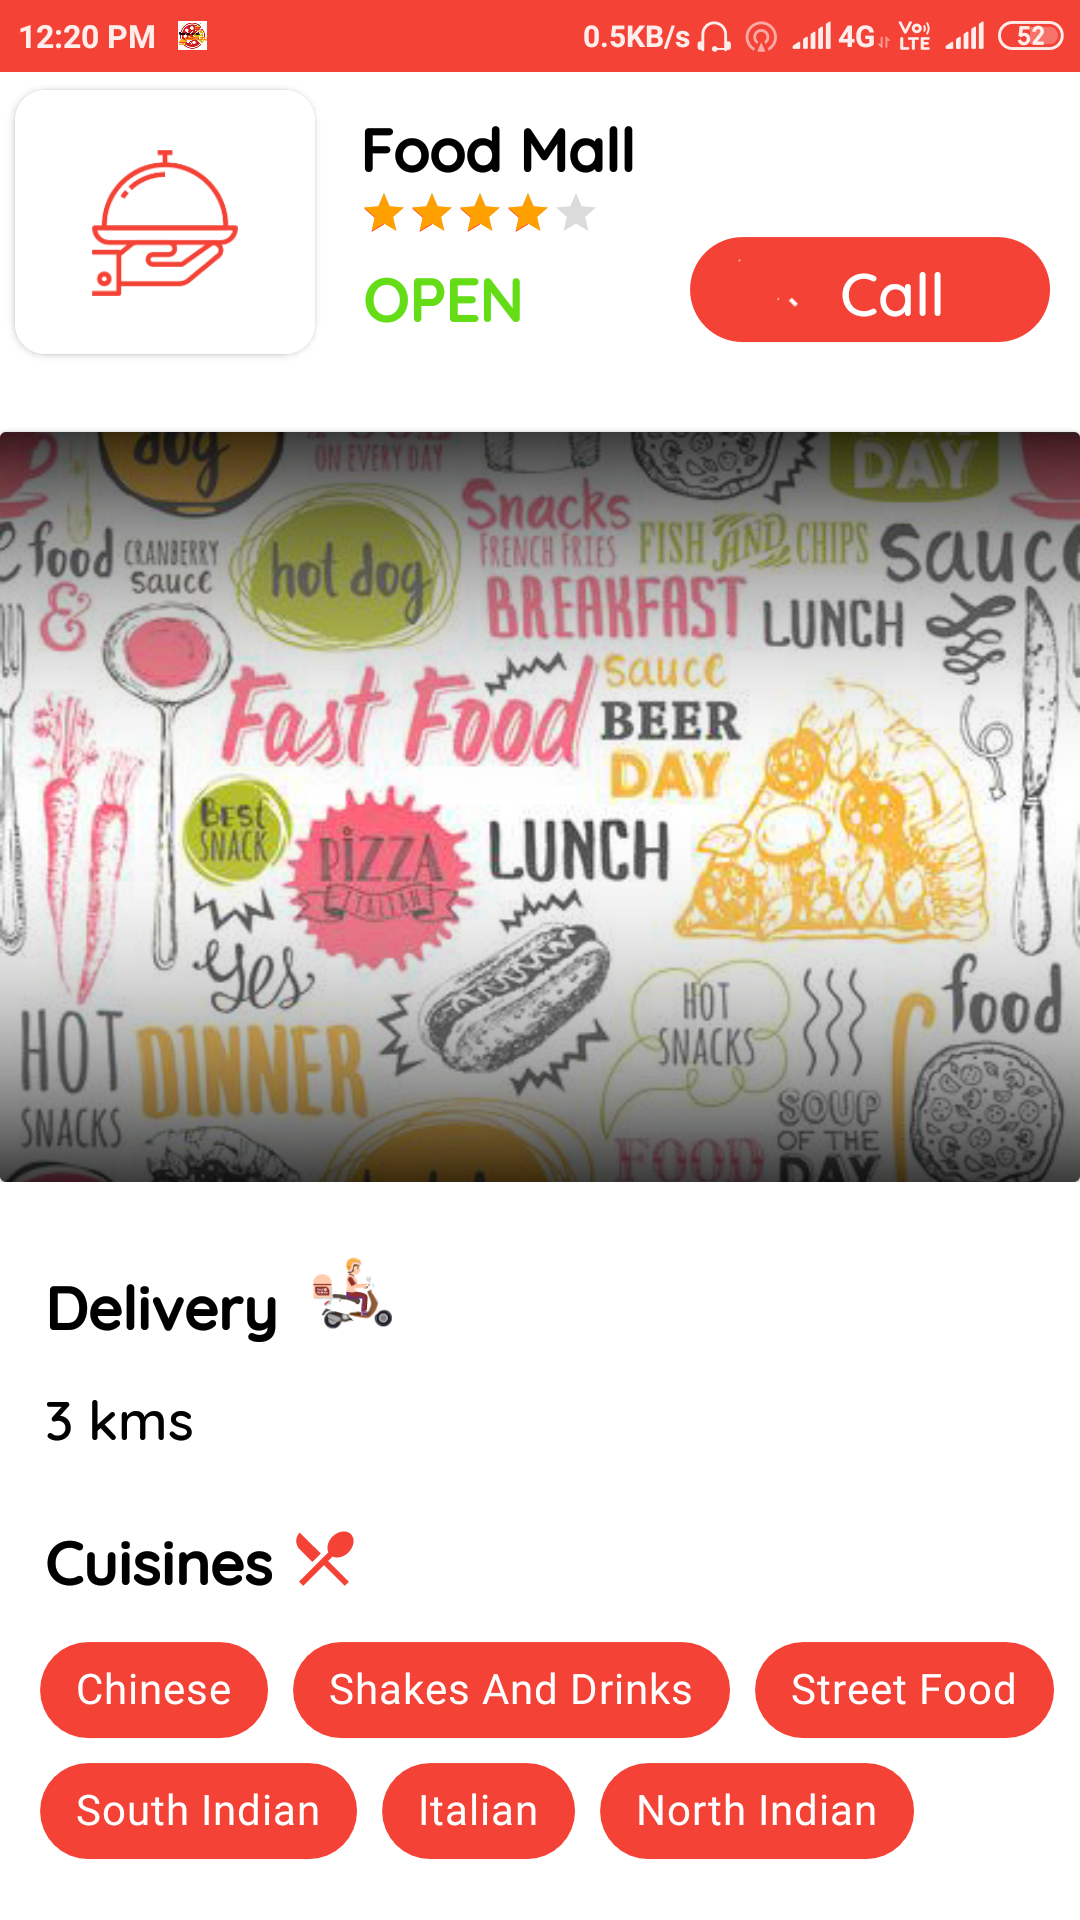 12:20 PM 0.5KB/s 4G Vo)) LTE 52
Food Mall
OPEN
Call
dog
ON EVERY DAY
DAY
Snacks
food
CRANBERRY
sauce
hot dog
FRENCH FRIES
FISH AND CHIPS
sauce
&
BREAKFAST
LUNCH
Fast Food
sauce
BEER
DAY
BEST
SNACK
PIZZA
ITALIAN
LUNCH
yes
HOT
SNACKS
DINNER
HOT
SNACKS
food
SOUP
OF THE
DAY
FOOD
Delivery
3 kms
Cuisines
Chinese Shakes And Drinks Street Food
South Indian Italian North Indian